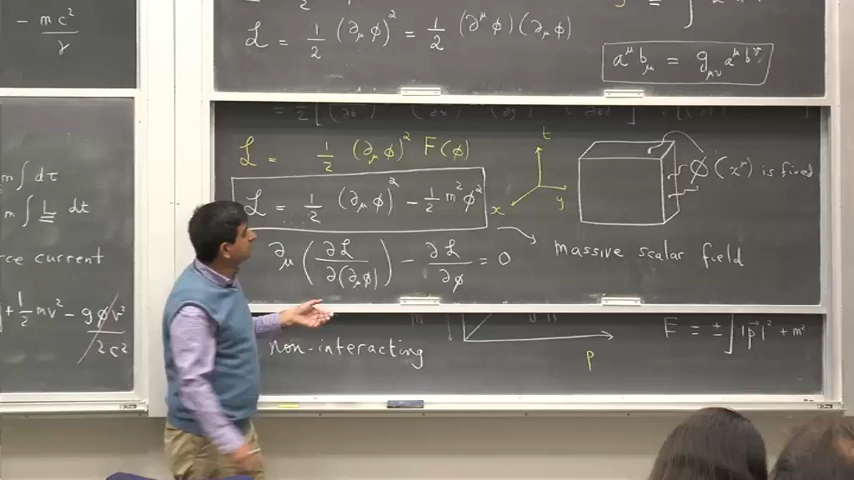 - mc² / γ
m ∫ dτ
m ∫ L dt
rce current
+ 1/2 mv² - gφv² / 2c²
ℒ = 1/2 (∂_μ φ)² = 1/2 (∂^μ φ)(∂_μ φ)
a^μ b_μ = g_μν a^μ b^ν
ℒ = 1/2 (∂_μ φ)² F(φ)
t
x
y
φ(x^μ) is fixed
ℒ = 1/2 (∂_μ φ)² - 1/2 m² φ²
∂_μ (∂ℒ / ∂(∂_μ φ)) - ∂ℒ / ∂φ = 0
massive scalar field
non-interacting
p
E = ± √|p⃗|² + m²